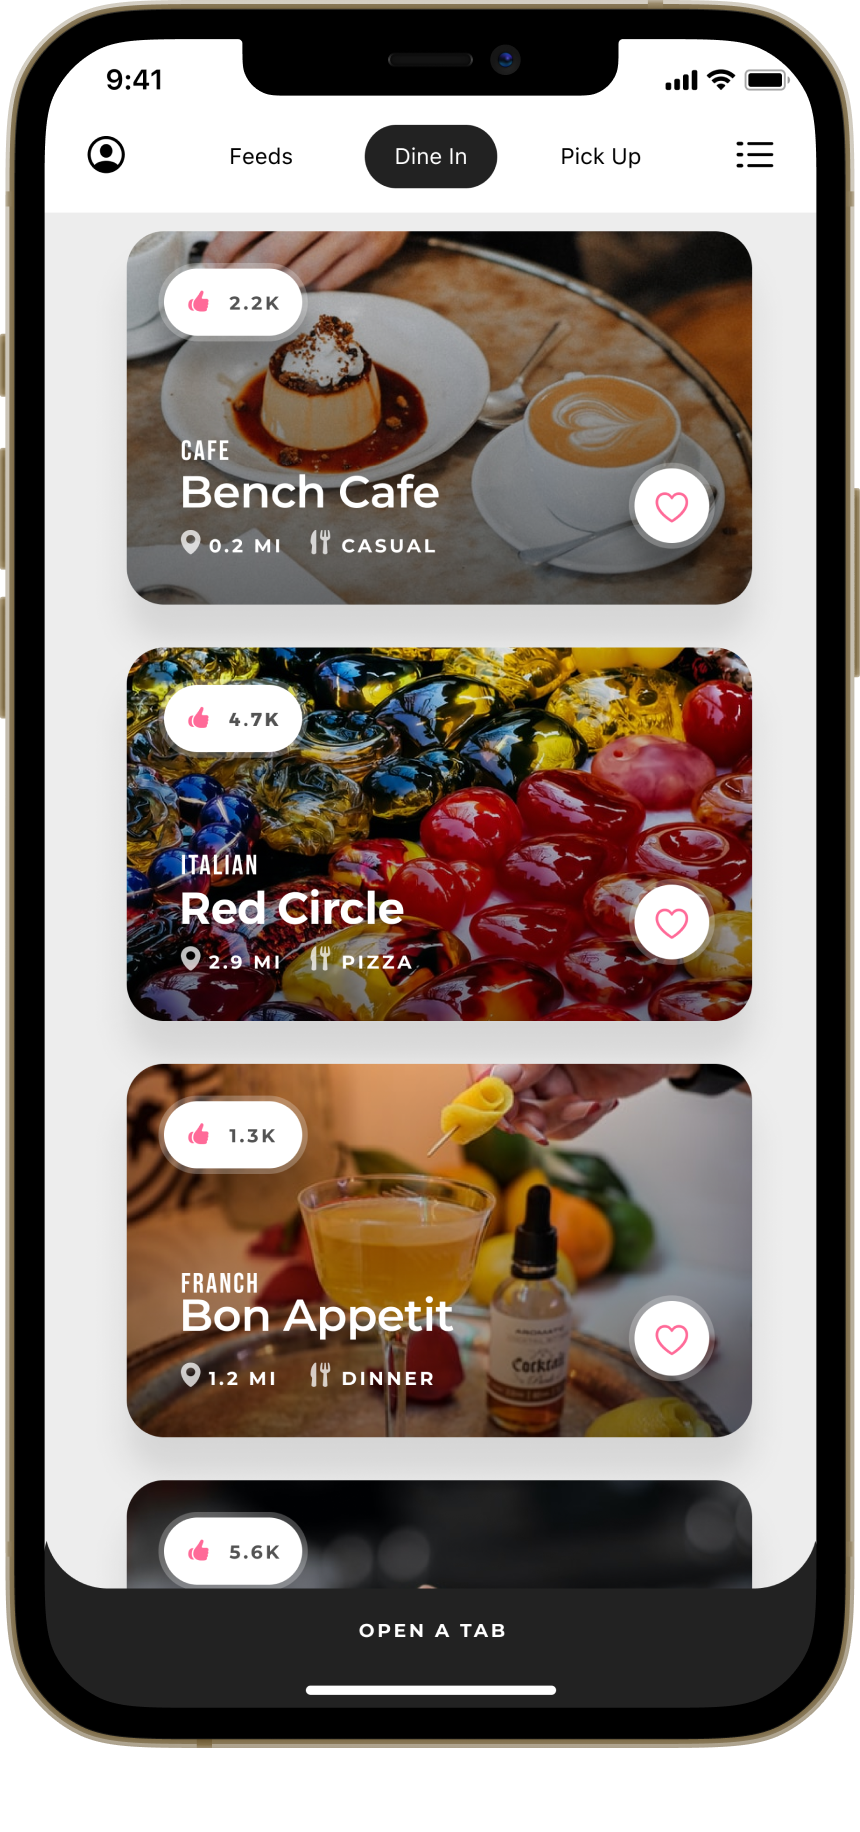 9:41
Feeds Dine In Pick Up
2.2K
CAFE
Bench Cafe
0.2 MI CASUAL
4.7K
ITALIAN
Red Circle
2.9 MI PIZZA
1.3K
AROMATIC
Cocktail
FRANCH
Bon Appetit
1.2 MI DINNER
5.6K
OPEN A TAB